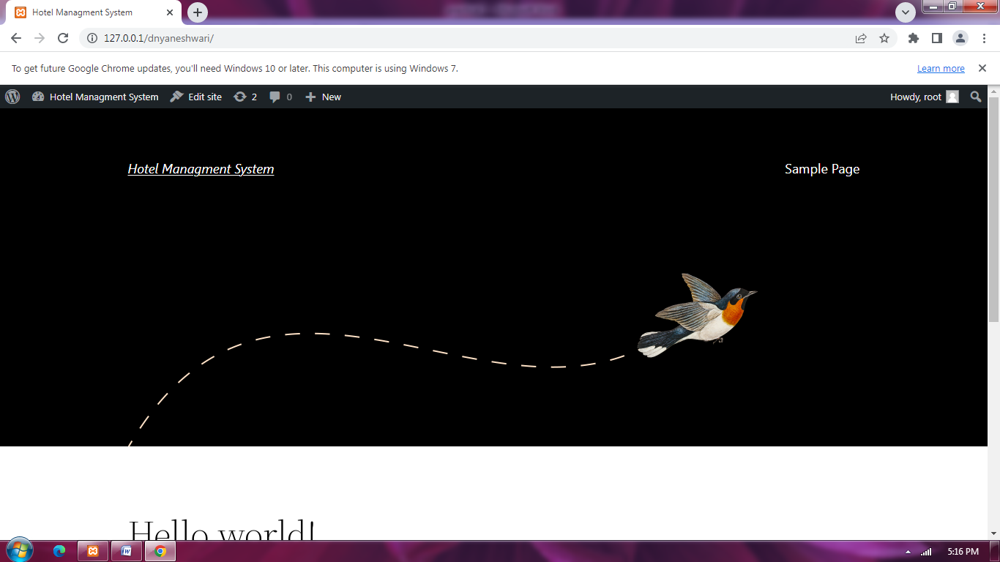 Hotel Managment System
127.0.0.1/dnyaneshwari/
To get future Google Chrome updates, you'll need Windows 10 or later. This computer is using Windows 7. Learn more
Hotel Managment System Edit site 2 0 New Howdy, root
Hotel Managment System Sample Page
Hello world!
5:16 PM